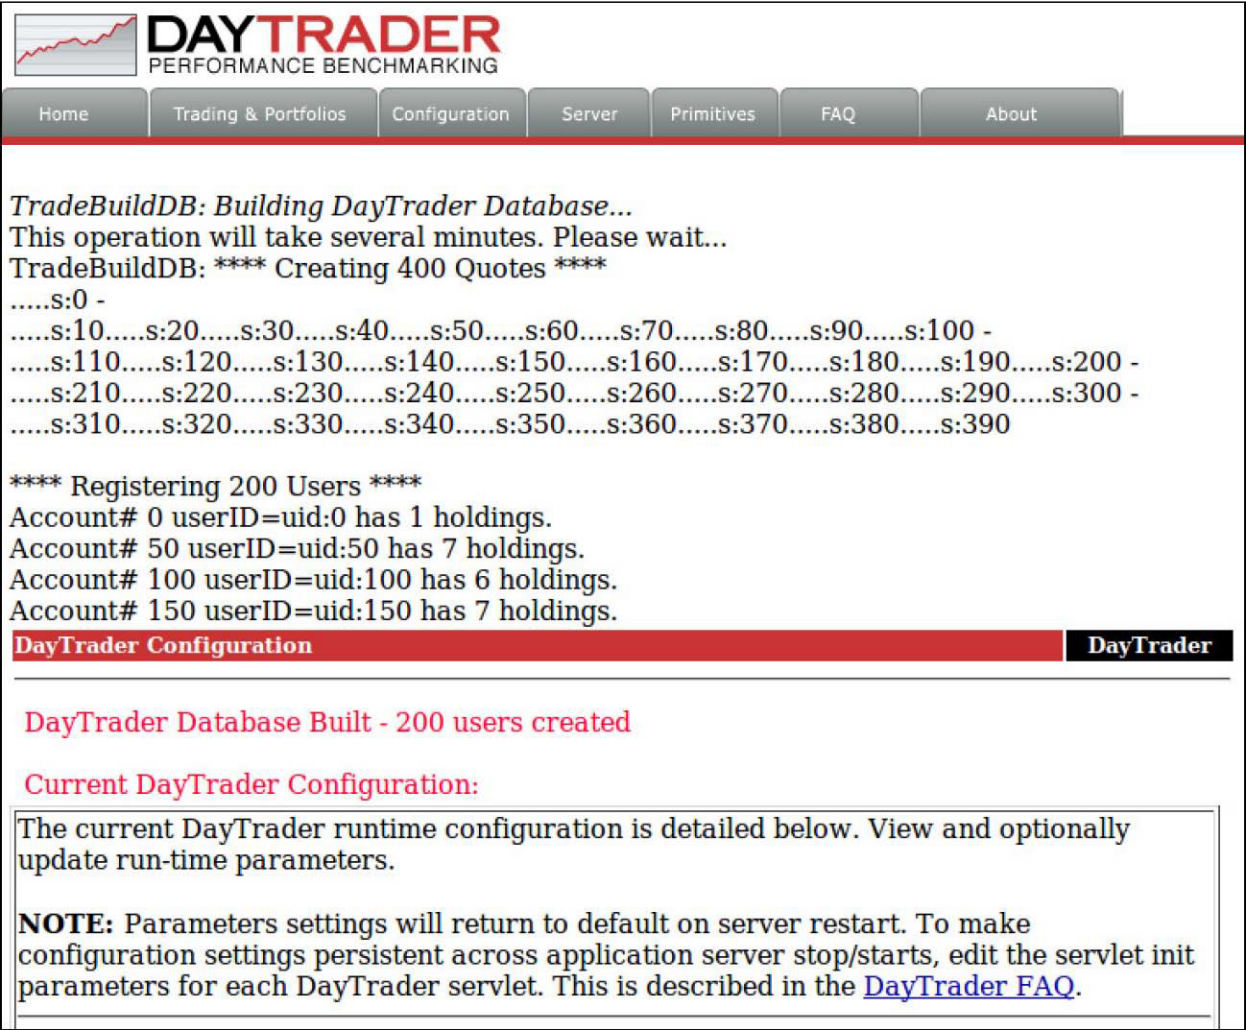 DAYTRADER
PERFORMANCE BENCHMARKING
Home Trading & Portfolios Configuration Server Primitives FAQ About
TradeBuildDB: Building DayTrader Database...
This operation will take several minutes. Please wait...
TradeBuildDB: **** Creating 400 Quotes ****
.....s:0 -
.....s:10.....s:20.....s:30.....s:40.....s:50.....s:60.....s:70.....s:80.....s:90.....s:100 -
.....s:110.....s:120.....s:130.....s:140.....s:150.....s:160.....s:170.....s:180.....s:190.....s:200 -
.....s:210.....s:220.....s:230.....s:240.....s:250.....s:260.....s:270.....s:280.....s:290.....s:300 -
.....s:310.....s:320.....s:330.....s:340.....s:350.....s:360.....s:370.....s:380.....s:390
**** Registering 200 Users ****
Account# 0 userID=uid:0 has 1 holdings.
Account# 50 userID=uid:50 has 7 holdings.
Account# 100 userID=uid:100 has 6 holdings.
Account# 150 userID=uid:150 has 7 holdings.
DayTrader Configuration DayTrader
DayTrader Database Built - 200 users created
Current DayTrader Configuration:
The current DayTrader runtime configuration is detailed below. View and optionally
update run-time parameters.
NOTE: Parameters settings will return to default on server restart. To make
configuration settings persistent across application server stop/starts, edit the servlet init
parameters for each DayTrader servlet. This is described in the DayTrader FAQ.